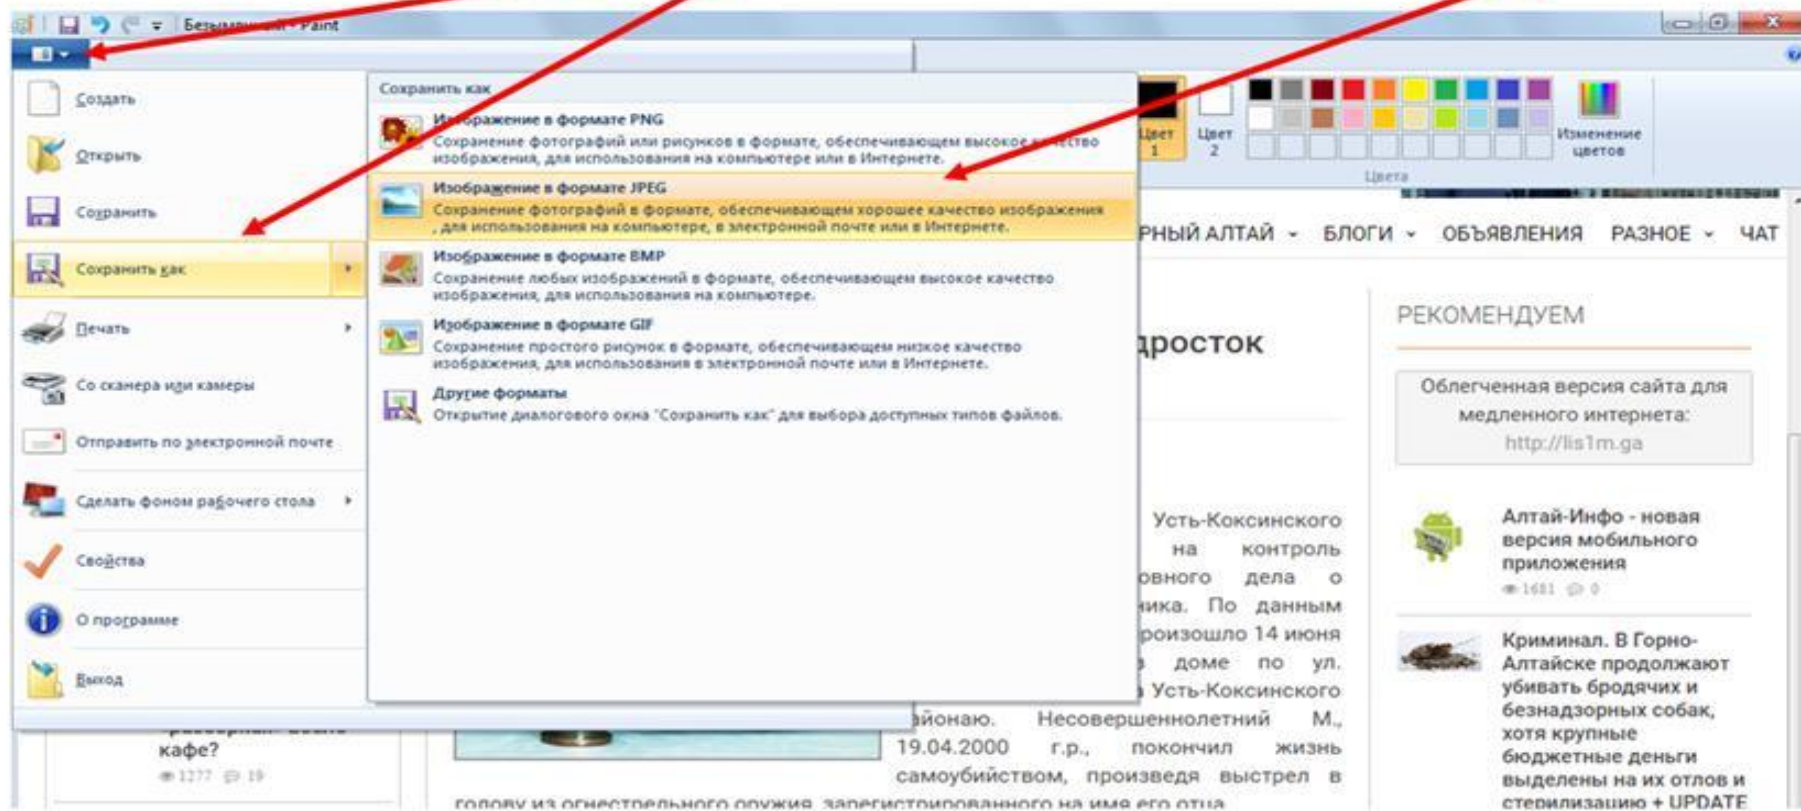 Безымянный - Paint
Создать
Открыть
Сохранить
Сохранить как
Печать
Со сканера или камеры
Отправить по электронной почте
Сделать фоном рабочего стола
Свойства
О программе
Выход
Сохранить как
Изображение в формате PNG
Сохранение фотографий или рисунков в формате, обеспечивающем высокое качество
изображения, для использования на компьютере или в Интернете.
Изображение в формате JPEG
Сохранение фотографий в формате, обеспечивающем хорошее качество изображения
, для использования на компьютере, в электронной почте или в Интернете.
Изображение в формате BMP
Сохранение любых изображений в формате, обеспечивающем высокое качество
изображения, для использования на компьютере.
Изображение в формате GIF
Сохранение простого рисунок в формате, обеспечивающем низкое качество
изображения, для использования в электронной почте или в Интернете.
Другие форматы
Открытие диалогового окна "Сохранить как" для выбора доступных типов файлов.
Цвет
1
Цвет
2
Изменение
цветов
Цвета
РНЫЙ АЛТАЙ
БЛОГИ
ОБЪЯВЛЕНИЯ
РАЗНОЕ
ЧАТ
дросток
Усть-Коксинского
на контроль
овного дела о
ника. По данным
роизошло 14 июня
в доме по ул.
а Усть-Коксинского
айонаю. Несовершеннолетний М.,
19.04.2000 г.р., покончил жизнь
самоубийством, произведя выстрел в
голову из огнестрельного оружия, зарегистрированного на имя его отца
кафе?
1277 19
РЕКОМЕНДУЕМ
Облегченная версия сайта для
медленного интернета:
http://lis1m.ga
Алтай-Инфо - новая
версия мобильного
приложения
1681 0
Криминал. В Горно-
Алтайске продолжают
убивать бродячих и
безнадзорных собак,
хотя крупные
бюджетные деньги
выделены на их отлов и
стерилизацию + UPDATE